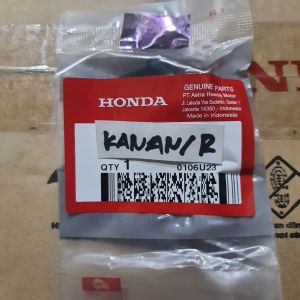 GENUINE PARTS
PT Astra Honda Motor
Jl. Laksda Yos Sudarso, Sunter 1
Jakarta 14350 - Indonesia
Made in Indonesia
HONDA
KANAN/R
QTY 1 0106U23